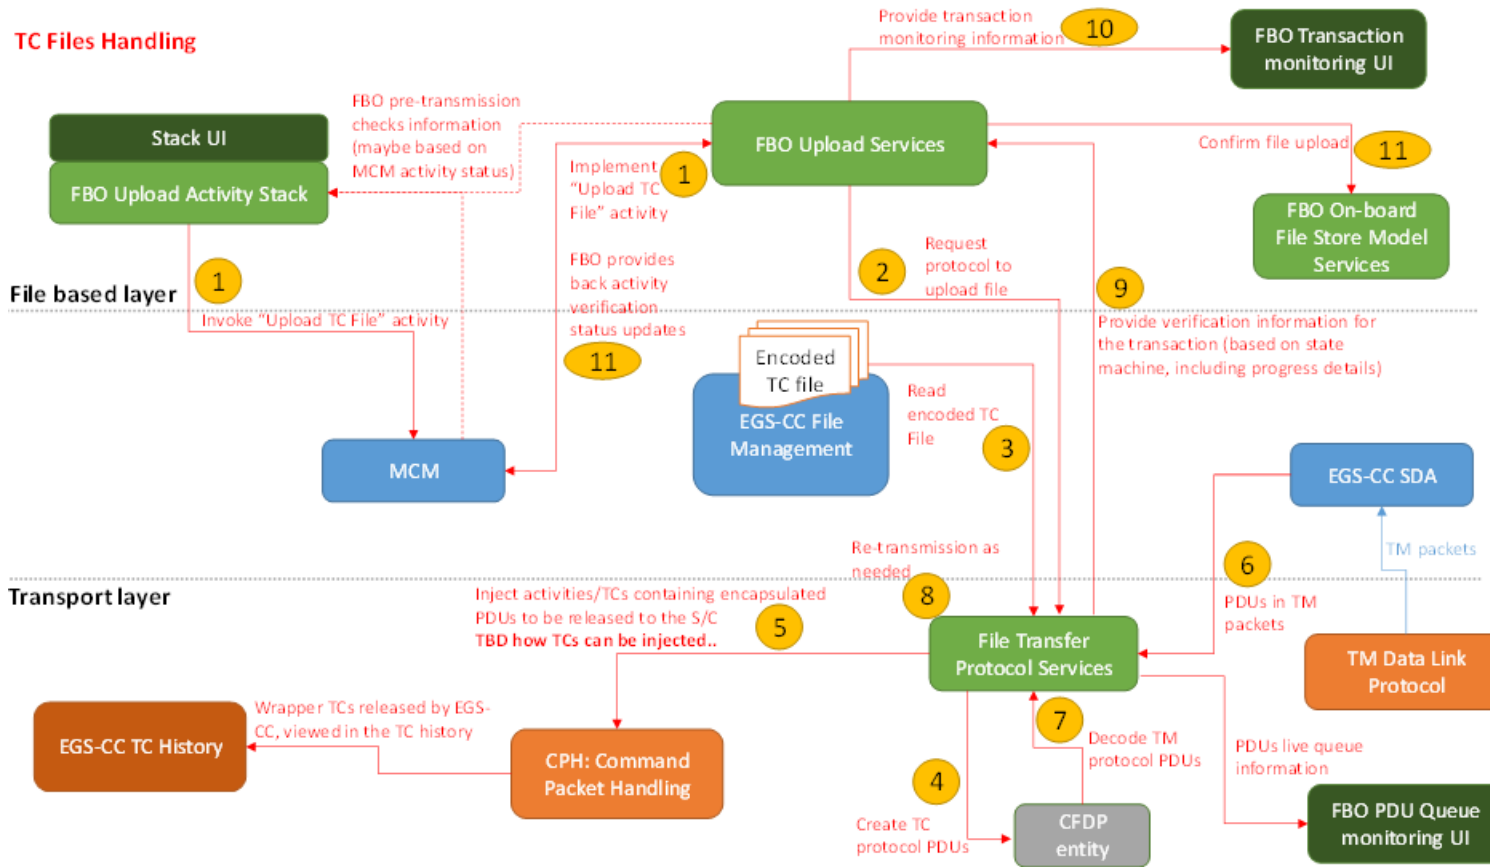 TC Files Handling
Provide transaction
monitoring information
10
FBO Transaction
monitoring UI
FBO pre-transmission
checks information
(maybe based on
MCM activity status)
Stack UI
FBO Upload Activity Stack
FBO Upload Services
Implement
"Upload TC
File" activity
1
Confirm file upload
11
FBO On-board
File Store Model
Services
1
FBO provides
back activity
verification
status updates
11
2
Request
protocol to
upload file
9
File based layer
Invoke "Upload TC File" activity
Provide verification information for
the transaction (based on state
machine, including progress details)
Encoded
TC file
EGS-CC File
Management
Read
encoded TC
File
3
MCM
EGS-CC SDA
TM packets
Re-transmission as
needed
8
6
PDUs in TM
packets
Transport layer
Inject activities/TCs containing encapsulated
PDUs to be released to the S/C
TBD how TCs can be injected..
5
File Transfer
Protocol Services
TM Data Link
Protocol
Wrapper TCs released by EGS-
CC, viewed in the TC history
EGS-CC TC History
CPH: Command
Packet Handling
7
Decode TM
protocol PDUs
4
Create TC
protocol PDUs
CFDP
entity
PDUs live queue
information
FBO PDU Queue
monitoring UI